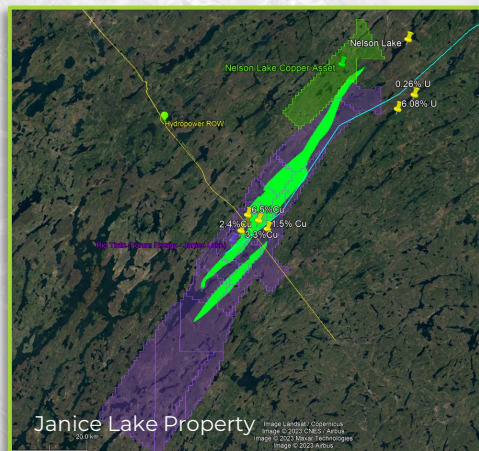 Nelson Lake
Nelson Lake Copper Asset
0.26% U
6.08% U
Hydropower ROW
6.5%Cu
2.4%Cu
1.5% Cu
3.3%Cu
Janice Lake Property
20.0 km
Image Landsat / Copernicus
Image © 2023 CNES / Airbus
Image © 2023 Maxar Technologies
Image © 2023 Airbus